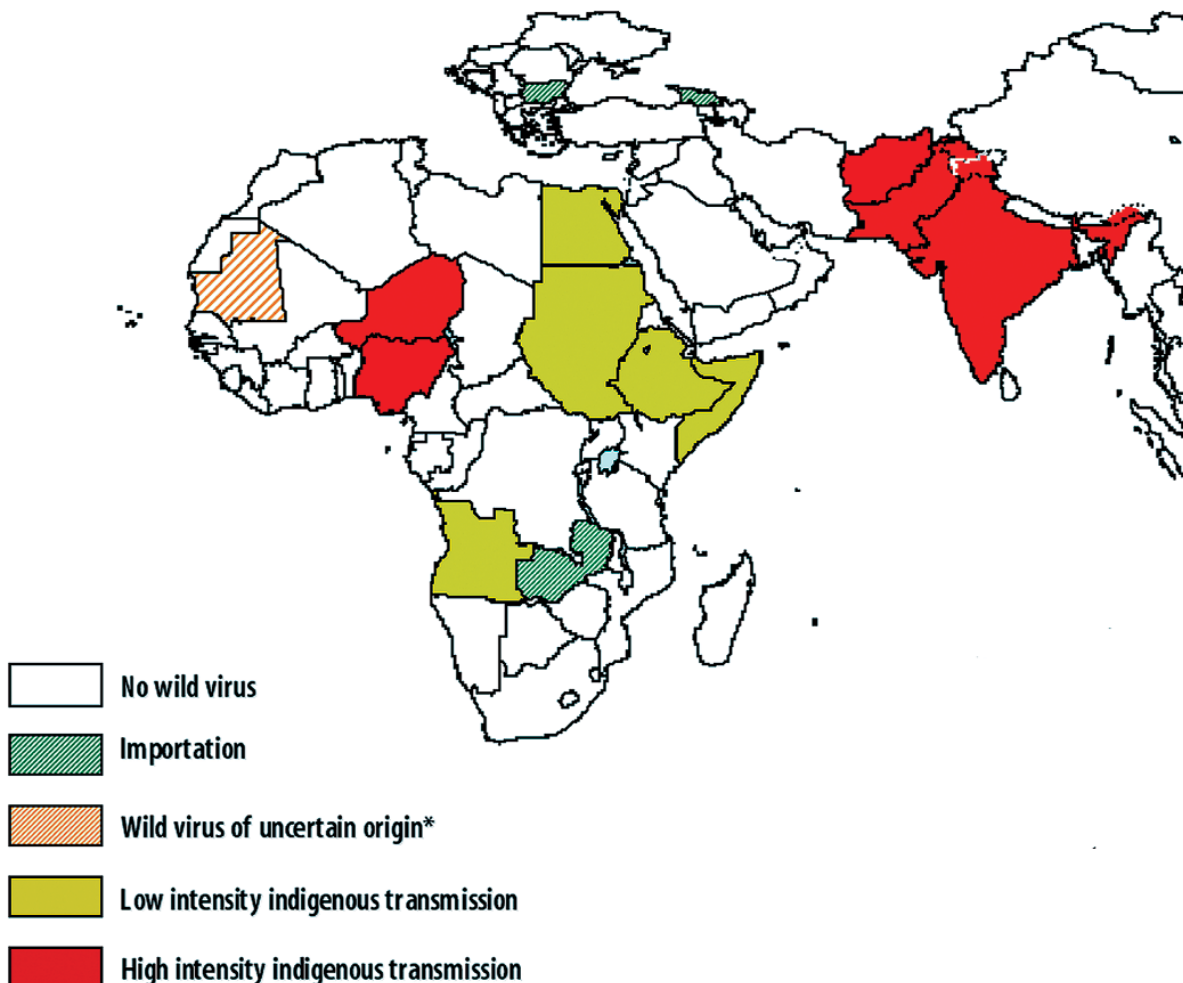 No wild virus
Importation
Wild virus of uncertain origin*
Low intensity indigenous transmission
High intensity indigenous transmission